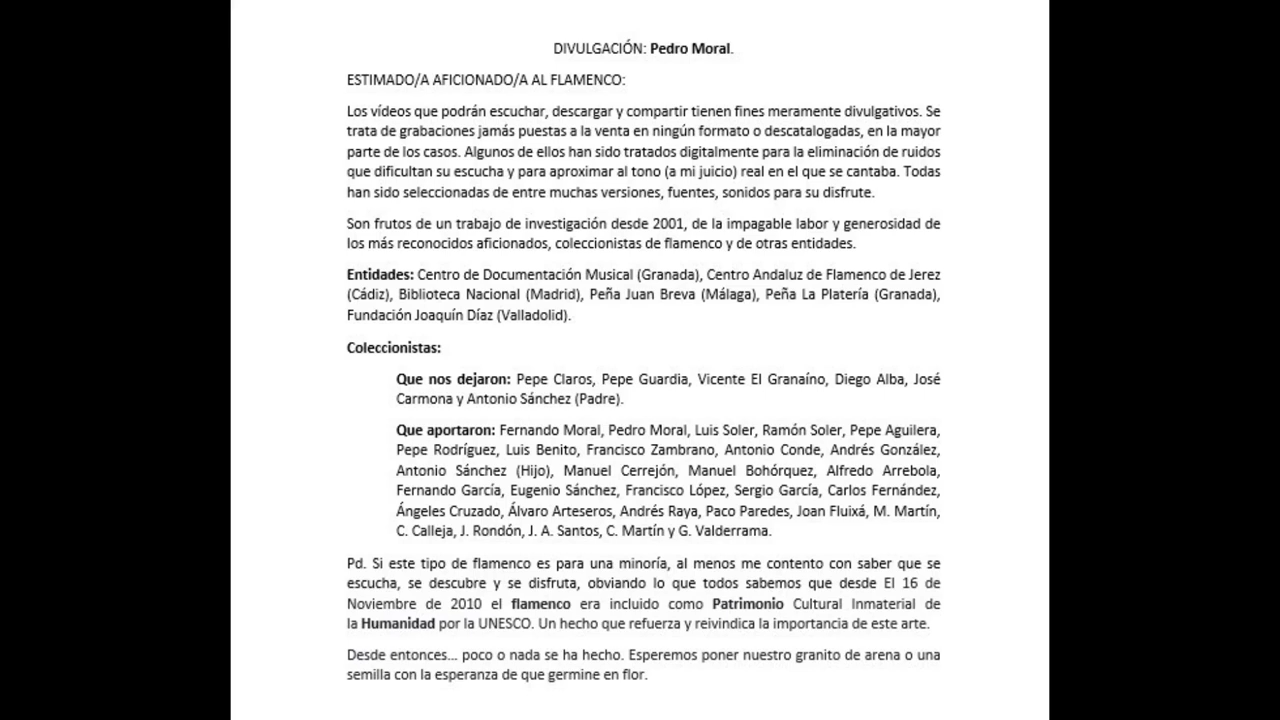 DIVULGACIÓN: Pedro Moral.
ESTIMADO/A AFICIONADO/A AL FLAMENCO:
Los vídeos que podrán escuchar, descargar y compartir tienen fines meramente divulgativos. Se
trata de grabaciones jamás puestas a la venta en ningún formato o descatalogadas, en la mayor
parte de los casos. Algunos de ellos han sido tratados digitalmente para la eliminación de ruidos
que dificultan su escucha y para aproximar al tono (a mi juicio) real en el que se cantaba. Todas
han sido seleccionadas de entre muchas versiones, fuentes, sonidos para su disfrute.
Son frutos de un trabajo de investigación desde 2001, de la impagable labor y generosidad de
los más reconocidos aficionados, coleccionistas de flamenco y de otras entidades.
Entidades: Centro de Documentación Musical (Granada), Centro Andaluz de Flamenco de Jerez
(Cádiz), Biblioteca Nacional (Madrid), Peña Juan Breva (Málaga), Peña La Platería (Granada),
Fundación Joaquín Díaz (Valladolid).
Coleccionistas:
Que nos dejaron: Pepe Claros, Pepe Guardia, Vicente El Granaíno, Diego Alba, José
Carmona y Antonio Sánchez (Padre).
Que aportaron: Fernando Moral, Pedro Moral, Luis Soler, Ramón Soler, Pepe Aguilera,
Pepe Rodríguez, Luis Benito, Francisco Zambrano, Antonio Conde, Andrés González,
Antonio Sánchez (Hijo), Manuel Cerrejón, Manuel Bohórquez, Alfredo Arrebola,
Fernando García, Eugenio Sánchez, Francisco López, Sergio García, Carlos Fernández,
Ángeles Cruzado, Álvaro Arteseros, Andrés Raya, Paco Paredes, Joan Fluixá, M. Martín,
C. Calleja, J. Rondón, J. A. Santos, C. Martín y G. Valderrama.
Pd. Si este tipo de flamenco es para una minoría, al menos me contento con saber que se
escucha, se descubre y se disfruta, obviando lo que todos sabemos que desde El 16 de
Noviembre de 2010 el flamenco era incluido como Patrimonio Cultural Inmaterial de
la Humanidad por la UNESCO. Un hecho que refuerza y reivindica la importancia de este arte.
Desde entonces... poco o nada se ha hecho. Esperemos poner nuestro granito de arena o una
semilla con la esperanza de que germine en flor.